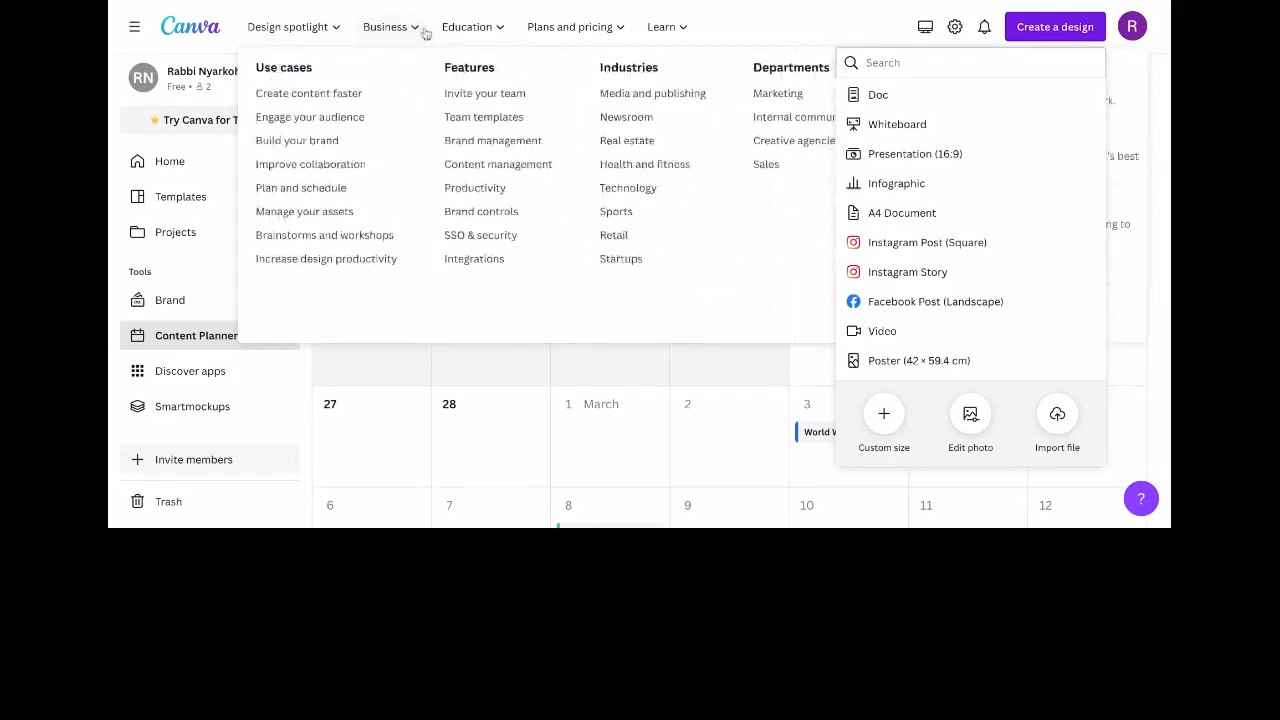 Canva
Design spotlight
Business
Education
Plans and pricing
Learn
Create a design
R
RN
Rabbi
Free • 2
Try Canva for
Home
Templates
Projects
Tools
Brand
Content Planner
Discover apps
Smartmockups
Invite members
Trash
Use cases
Create content faster
Engage your audience
Build your brand
Improve collaboration
Plan and schedule
Manage your assets
Brainstorms and workshops
Increase design productivity
Features
Invite your team
Team templates
Brand management
Content management
Productivity
Brand controls
SSO & security
Integrations
Industries
Media and publishing
Newsroom
Real estate
Health and fitness
Technology
Sports
Retail
Startups
Departments
Marketing
Internal
Creative
Sales
Search
Doc
Whiteboard
Presentation (16:9)
Infographic
A4 Document
Instagram Post (Square)
Instagram Story
Facebook Post (Landscape)
Video
Poster (42 × 59.4 cm)
Custom size
Edit photo
Import file
's best
to
27
28
1 March
2
3
World
6
7
8
9
10
11
12
?